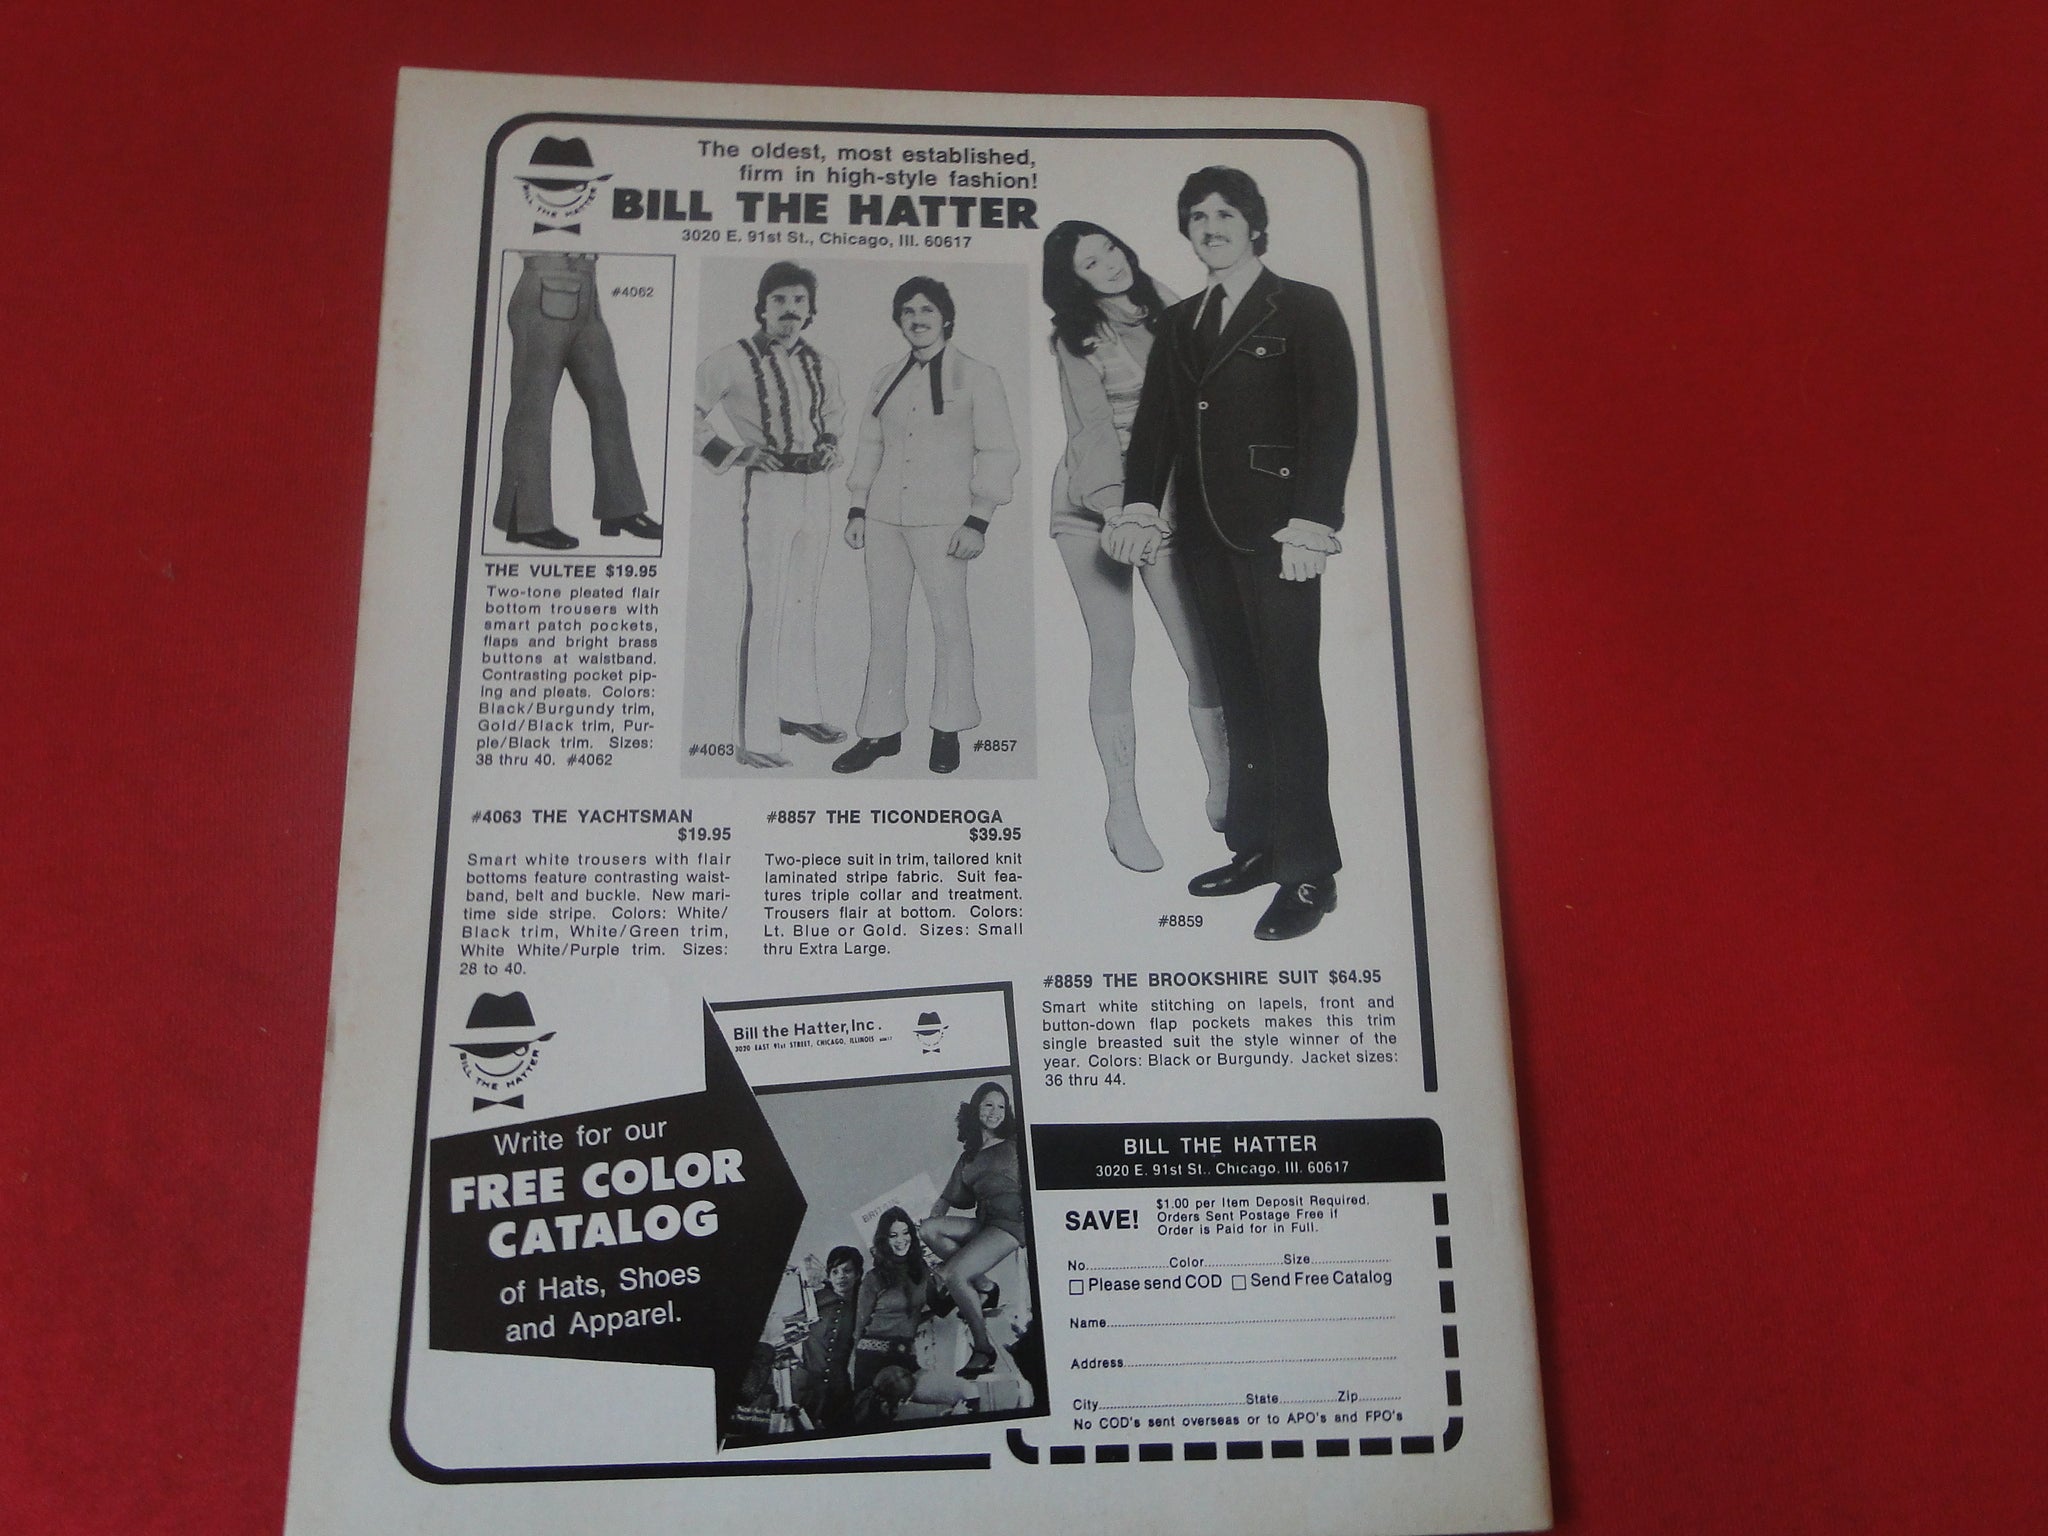 The oldest, most established,
firm in high-style fashion!
BILL THE HATTER
3020 E. 91st St., Chicago, Ill. 60617
BILL THE HATTER
#4062
#4063
#8857
#8859
THE VULTEE $19.95
Two-tone pleated flair
bottom trousers with
smart patch pockets,
flaps and bright brass
buttons at waistband.
Contrasting pocket pip-
ing and pleats. Colors:
Black/Burgundy trim,
Gold/Black trim, Pur-
ple/Black trim. Sizes:
38 thru 40. #4062
#4063 THE YACHTSMAN
$19.95
Smart white trousers with flair
bottoms feature contrasting waist-
band, belt and buckle. New mari-
time side stripe. Colors: White/
Black trim, White/Green trim,
White White/Purple trim. Sizes:
28 to 40.
#8857 THE TICONDEROGA
$39.95
Two-piece suit in trim, tailored knit
laminated stripe fabric. Suit fea-
tures triple collar and treatment.
Trousers flair at bottom. Colors:
Lt. Blue or Gold. Sizes: Small
thru Extra Large.
#8859 THE BROOKSHIRE SUIT $64.95
Smart white stitching on lapels, front and
button-down flap pockets makes this trim
single breasted suit the style winner of the
year. Colors: Black or Burgundy. Jacket sizes:
36 thru 44.
BILL THE HATTER
Write for our
FREE COLOR
CATALOG
of Hats, Shoes
and Apparel.
Bill the Hatter, Inc.
3020 EAST 91st STREET, CHICAGO, ILLINOIS
BILL THE HATTER
3020 E. 91st St.. Chicago. Ill. 60617
SAVE!
$1.00 per Item Deposit Required.
Orders Sent Postage Free if
Order is Paid for in Full.
No. Color Size
Please send COD Send Free Catalog
Name
Address
City State Zip
No COD's sent overseas or to APO's and FPO's